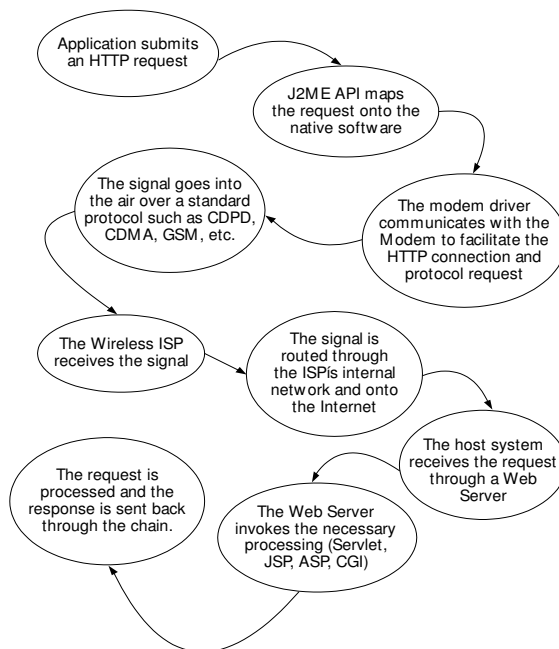 Application submits
an HTTP request
J2ME API maps
the request onto the
native software
The modem driver
communicates with the
Modem to facilitate the
HTTP connection and
protocol request
The signal goes into
the air over a standard
protocol such as CDPD,
CDMA, GSM, etc.
The Wireless ISP
receives the signal
The signal is
routed through
the ISPís internal
network and onto
the Internet
The host system
receives the request
through a Web
Server
The Web Server
invokes the necessary
processing (Servlet,
JSP, ASP, CGI)
The request is
processed and the
response is sent back
through the chain.